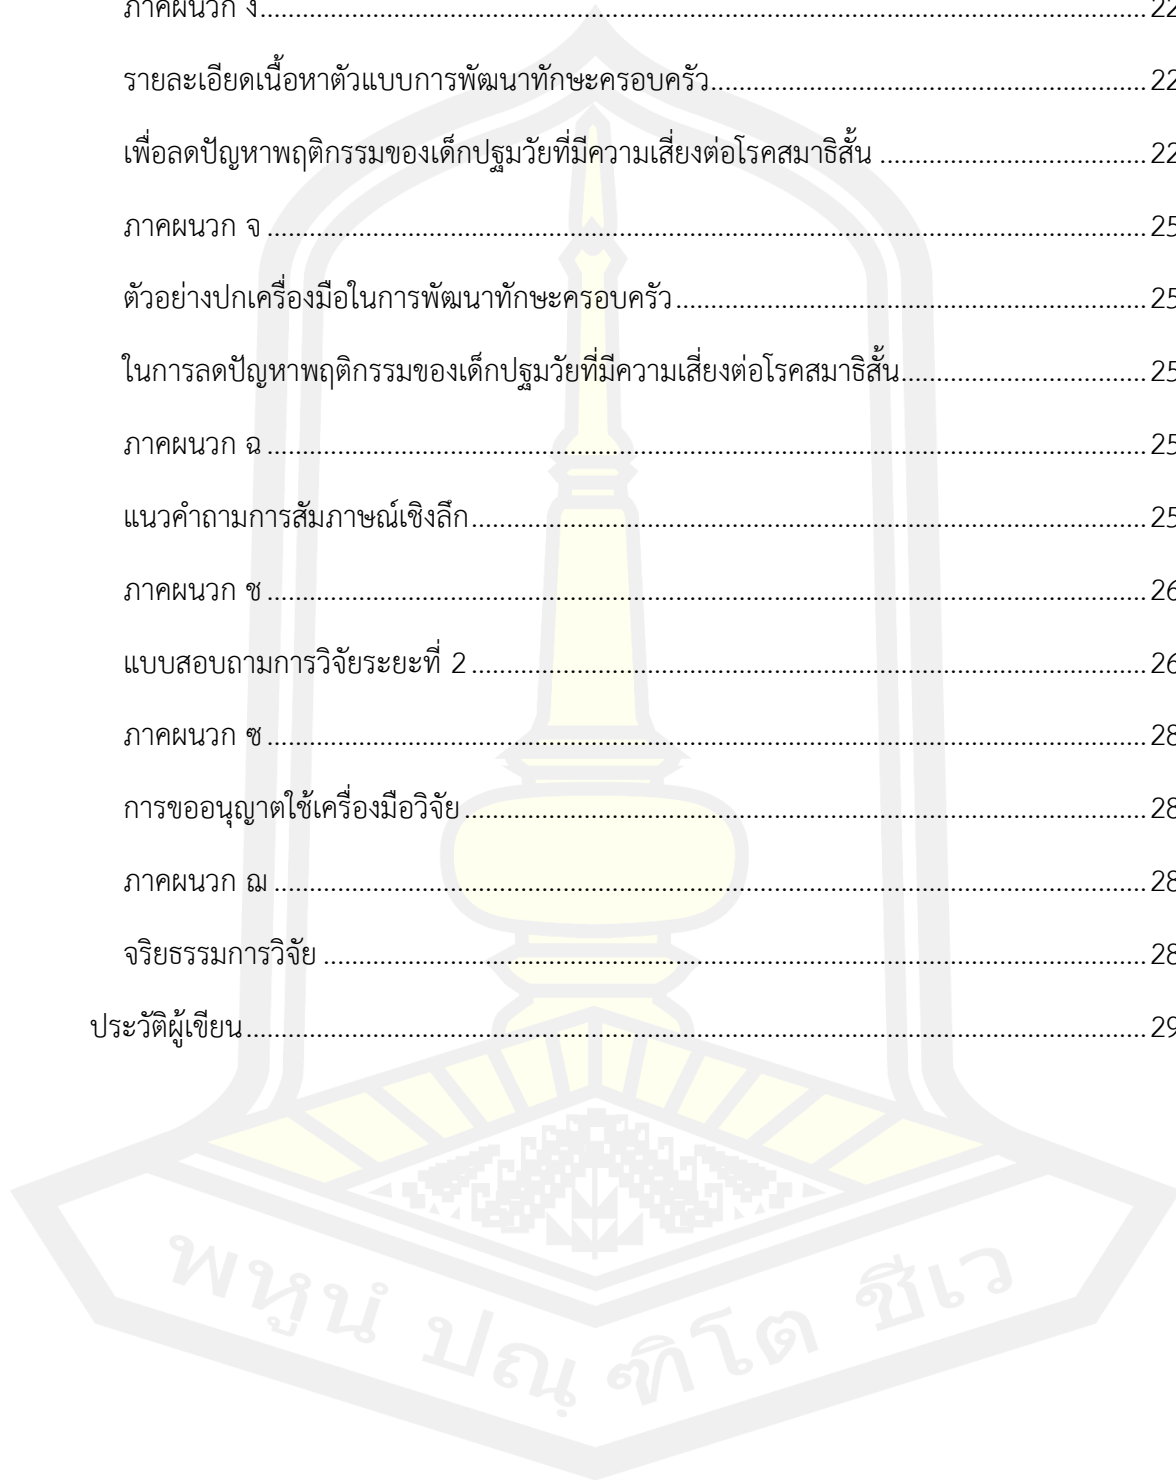 ภาคผนวก ง.......................................................................................................................22
รายละเอียดเนื้อหาตัวแบบการพัฒนาทักษะครอบครัว..........................................................22
เพื่อลดปัญหาพฤติกรรมของเด็กปฐมวัยที่มีความเสี่ยงต่อโรคสมาธิสั้น ...................................22
ภาคผนวก จ .....................................................................................................................25
ตัวอย่างปกเครื่องมือในการพัฒนาทักษะครอบครัว..............................................................25
ในการลดปัญหาพฤติกรรมของเด็กปฐมวัยที่มีความเสี่ยงต่อโรคสมาธิสั้น................................25
ภาคผนวก ฉ .....................................................................................................................25
แนวคำถามการสัมภาษณ์เชิงลึก.........................................................................................25
ภาคผนวก ช .....................................................................................................................26
แบบสอบถามการวิจัยระยะที่ 2 .........................................................................................26
ภาคผนวก ซ .....................................................................................................................28
การขออนุญาตใช้เครื่องมือวิจัย ..........................................................................................28
ภาคผนวก ฌ ....................................................................................................................28
จริยธรรมการวิจัย .............................................................................................................28
ประวัติผู้เขียน.......................................................................................................................29
พหูนํ ปณฺฑิโต ชีเว